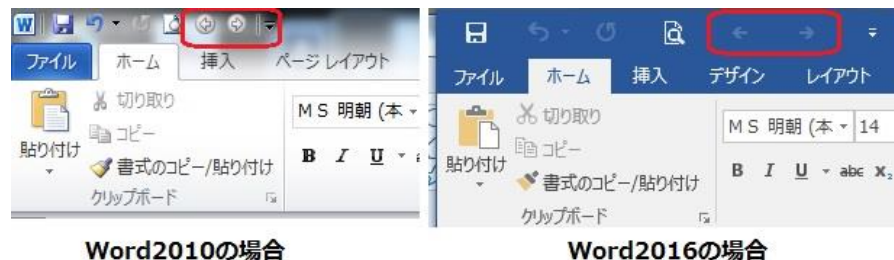 W
ファイル ホーム 挿入 ページ レイアウト
切り取り
コピー
貼り付け
書式のコピー/貼り付け
クリップボード
MS 明朝 (本
B I U
Word2010の場合
ファイル ホーム 挿入 デザイン レイアウト
切り取り
コピー
貼り付け
書式のコピー/貼り付け
クリップボード
MS 明朝 (本 14
B I U abc X₂
Word2016の場合